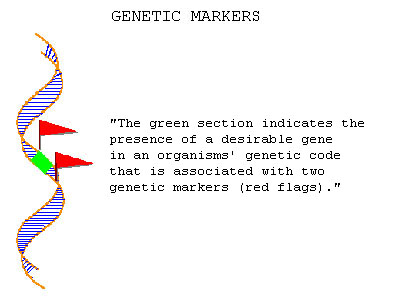 GENETIC MARKERS
"The green section indicates the
presence of a desirable gene
in an organisms' genetic code
that is associated with two
genetic markers (red flags)."